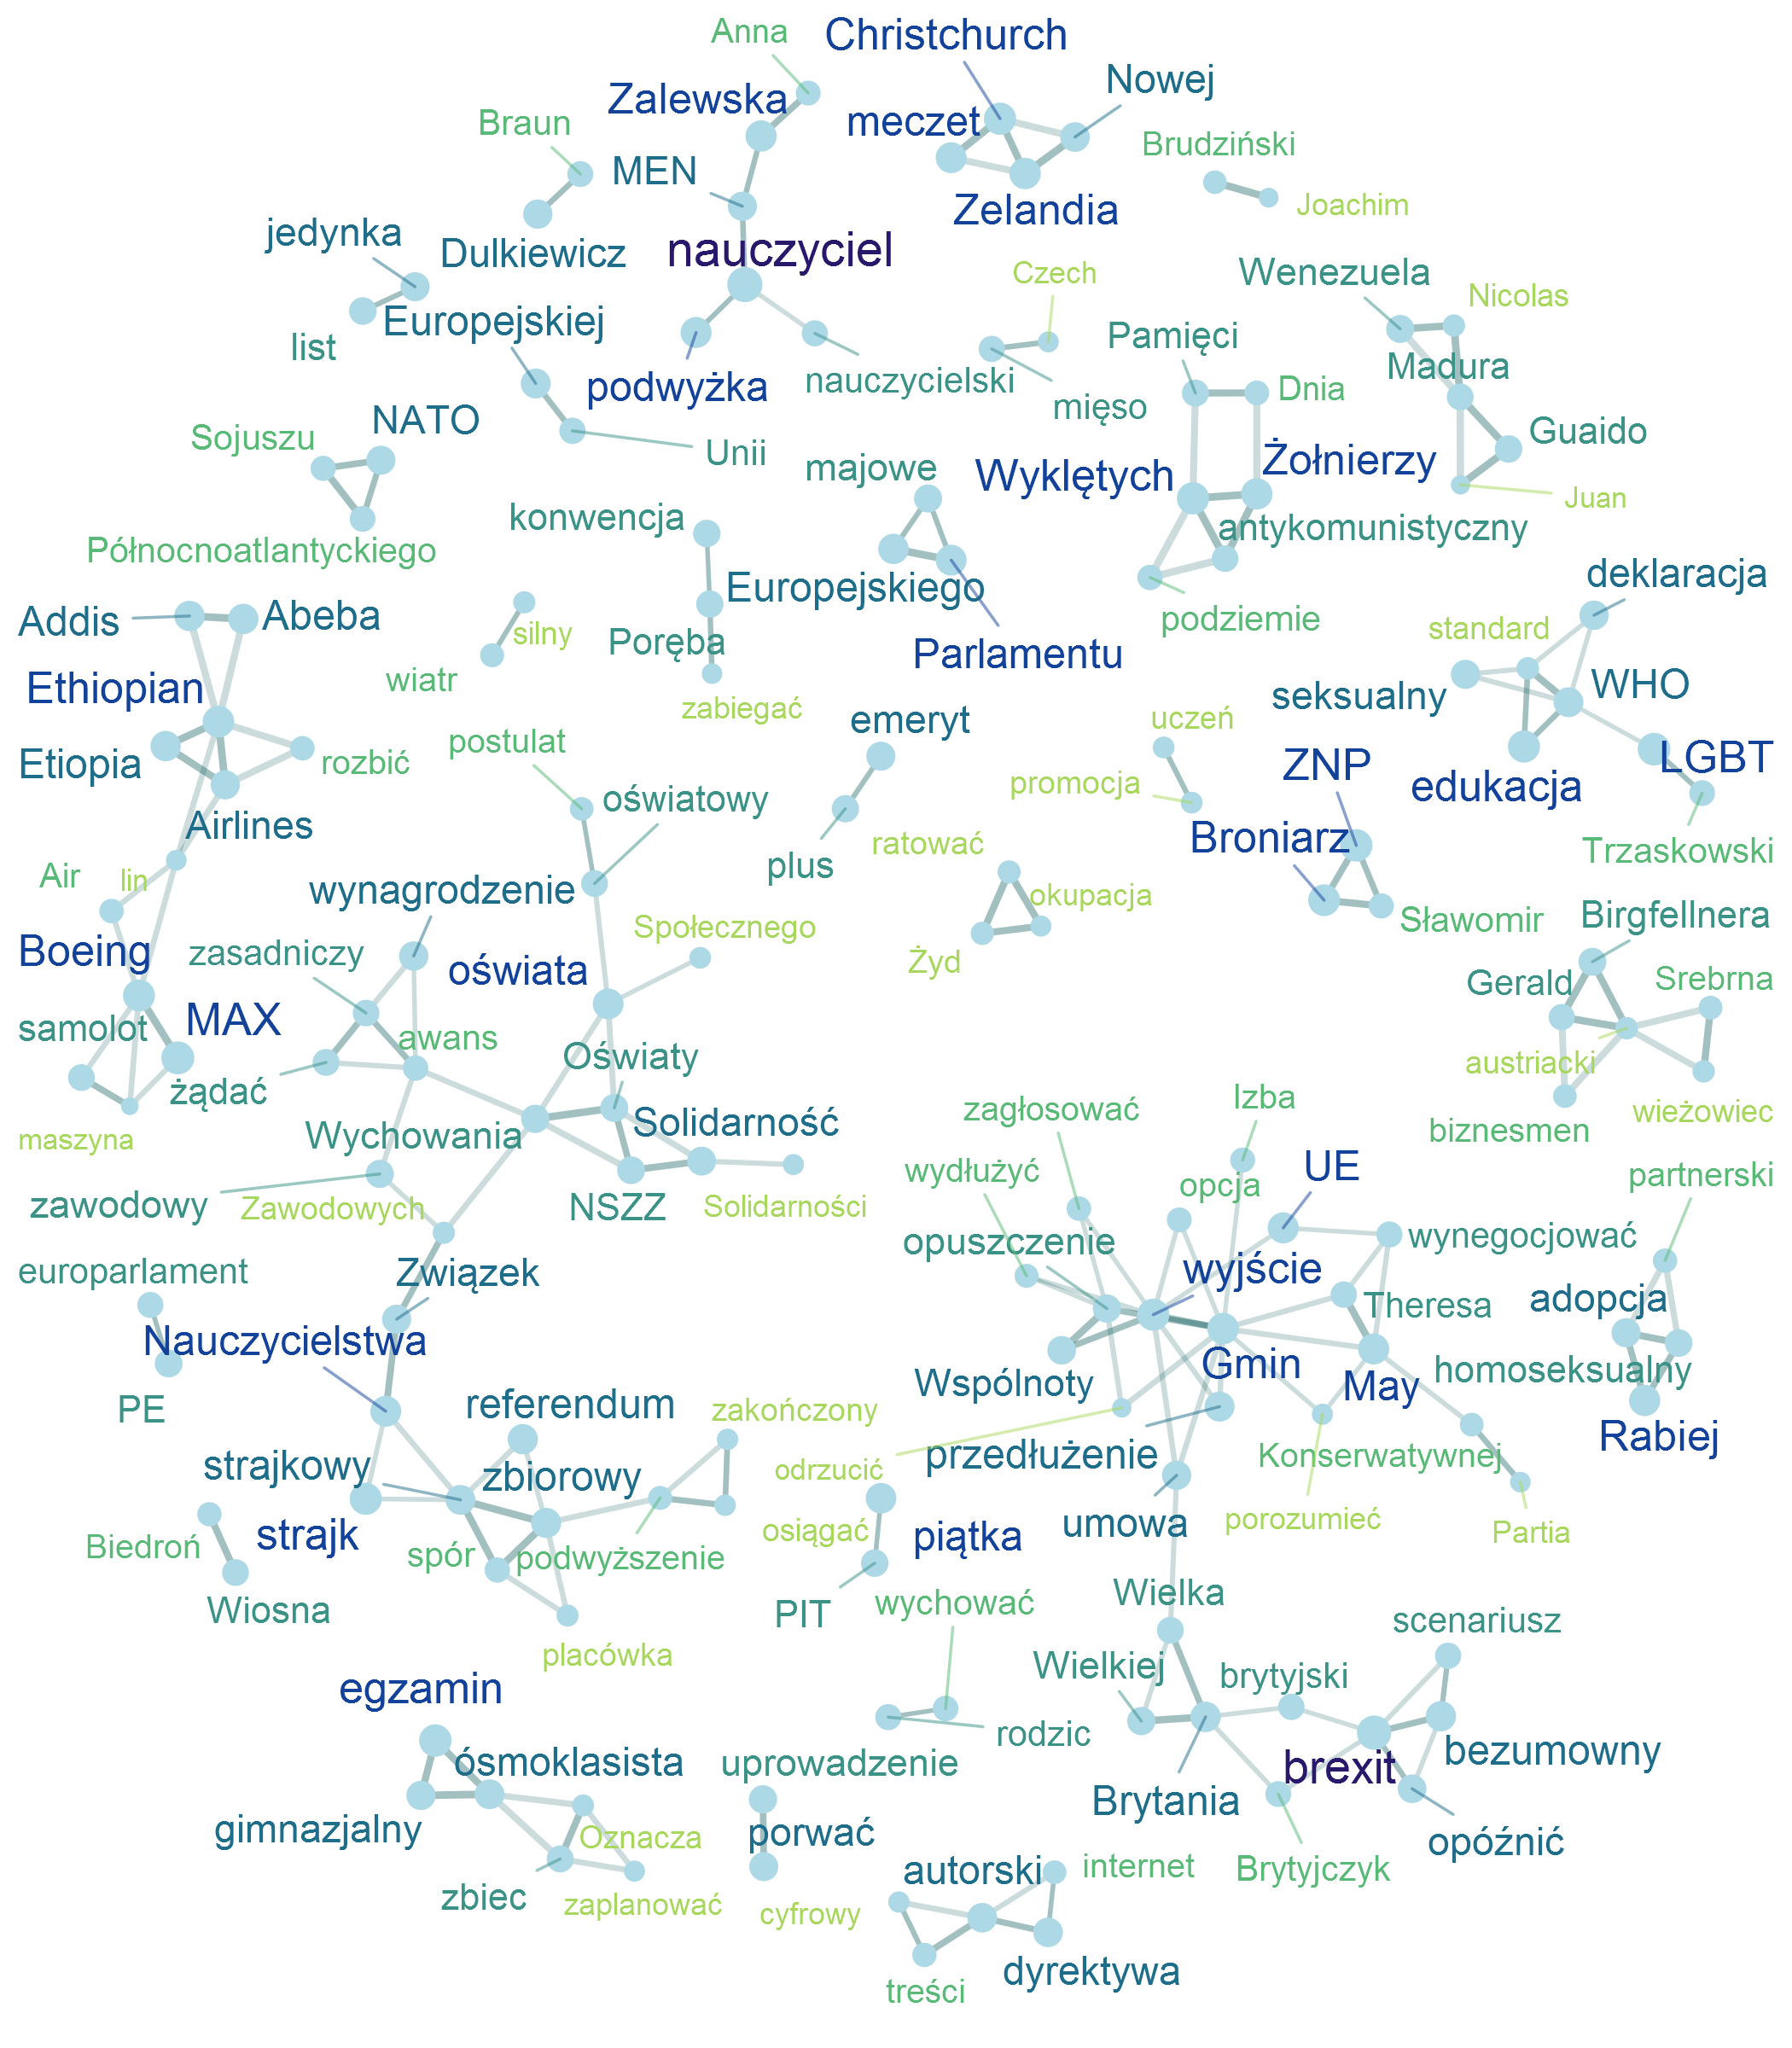 Anna
Christchurch
Nowej
Zalewska
meczet
Braun
MEN
Brudziński
Joachim
Zelandia
jedynka
Dulkiewicz
nauczyciel
Czech
Wenezuela
Nicolas
list
Europejskiej
Pamięci
Madura
podwyżka
nauczycielski
mięso
Dnia
NATO
Sojuszu
Unii
majowe
Wyklętych
Żołnierzy
Guaido
Juan
konwencja
antykomunistyczny
Północnoatlantyckiego
Europejskiego
deklaracja
Addis
Abeba
silny
Poręba
podziemie
standard
wiatr
Parlamentu
Ethiopian
zabiegać
seksualny
WHO
emeryt
uczeń
postulat
Etiopia
rozbić
ZNP
LGBT
promocja
edukacja
oświatowy
Airlines
ratować
Broniarz
plus
Trzaskowski
Air
lin
wynagrodzenie
okupacja
Sławomir
Birgfellnera
Społecznego
Boeing
zasadniczy
oświata
Żyd
Gerald
Srebrna
samolot
MAX
awans
Oświaty
austriacki
żądać
zagłosować
Izba
wieżowiec
maszyna
Wychowania
Solidarność
biznesmen
wydłużyć
UE
opcja
partnerski
zawodowy
Zawodowych
NSZZ
Solidarności
opuszczenie
wynegocjować
europarlament
Związek
wyjście
Theresa
adopcja
Nauczycielstwa
Gmin
homoseksualny
PE
Wspólnoty
May
referendum
zakończony
Rabiej
strajkowy
zbiorowy
odrzucić
przedłużenie
Konserwatywnej
strajk
osiągać
piątka
umowa
porozumieć
Partia
Biedroń
spór
podwyższenie
Wiosna
PIT
wychować
Wielka
scenariusz
placówka
egzamin
Wielkiej
brytyjski
rodzic
ósmoklasista
uprowadzenie
brexit
bezumowny
gimnazjalny
Oznacza
porwać
Brytania
opóźnić
zbiec
zaplanować
cyfrowy
autorski
internet
Brytyjczyk
treści
dyrektywa